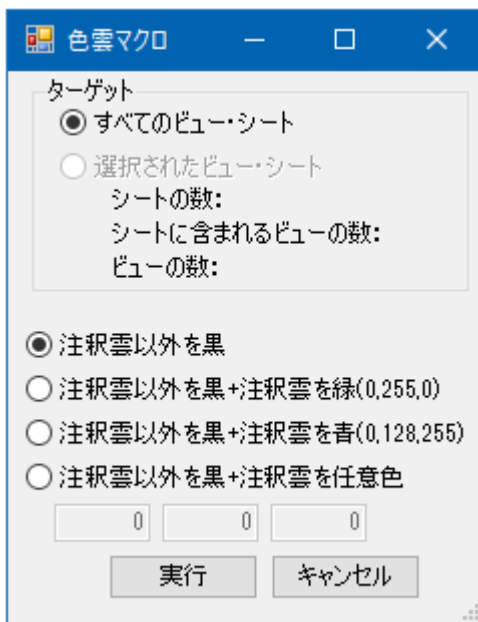 色雲マクロ
ターゲット
すべてのビュー・シート
選択されたビュー・シート
シートの数:
シートに含まれるビューの数:
ビューの数:
注釈雲以外を黒
注釈雲以外を黒+注釈雲を緑(0,255,0)
注釈雲以外を黒+注釈雲を青(0,128,255)
注釈雲以外を黒+注釈雲を任意色
0 0 0
実行 キャンセル